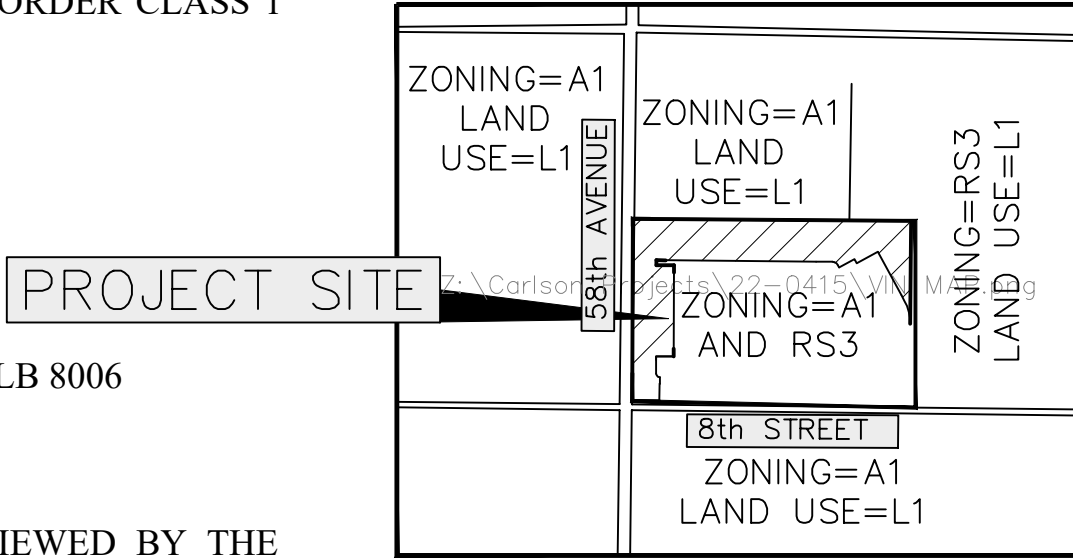 ORDER CLASS 1
ZONING=A1
LAND
USE=L1
58th AVENUE
ZONING=A1
LAND
USE=L1
ZONING=RS3
LAND USE=L1
PROJECT SITE
Z:\Carlson Projects\22-0415\VIN MAP.png
ZONING=A1
AND RS3
LB 8006
8th STREET
ZONING=A1
LAND USE=L1
IEWED BY THE